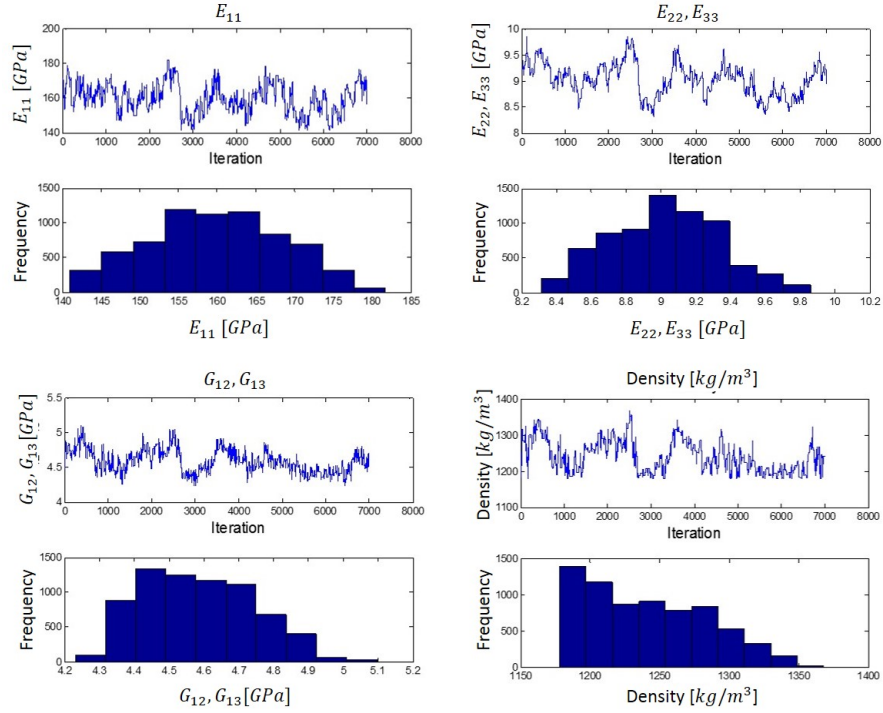 E₁₁
E₁₁ [GPa]
200
180
160
140
0 1000 2000 3000 4000 5000 6000 7000 8000
Iteration
Frequency
1500
1000
500
0
140 145 150 155 160 165 170 175 180 185
E₁₁ [GPa]
E₂₂, E₃₃
E₂₂, E₃₃ [GPa]
10
9.5
9
8.5
8
0 1000 2000 3000 4000 5000 6000 7000 8000
Iteration
Frequency
1500
1000
500
0
8.2 8.4 8.6 8.8 9 9.2 9.4 9.6 9.8 10 10.2
E₂₂, E₃₃ [GPa]
G₁₂, G₁₃
G₁₂, G₁₃ [GPa]
5.5
5
4.5
4
0 1000 2000 3000 4000 5000 6000 7000 8000
Iteration
Frequency
1500
1000
500
0
4.2 4.3 4.4 4.5 4.6 4.7 4.8 4.9 5 5.1 5.2
G₁₂, G₁₃[GPa]
Density [kg/m³]
Density [kg/m³]
1400
1300
1200
1100
0 1000 2000 3000 4000 5000 6000 7000 8000
Iteration
Frequency
1500
1000
500
0
1150 1200 1250 1300 1350 1400
Density [kg/m³]